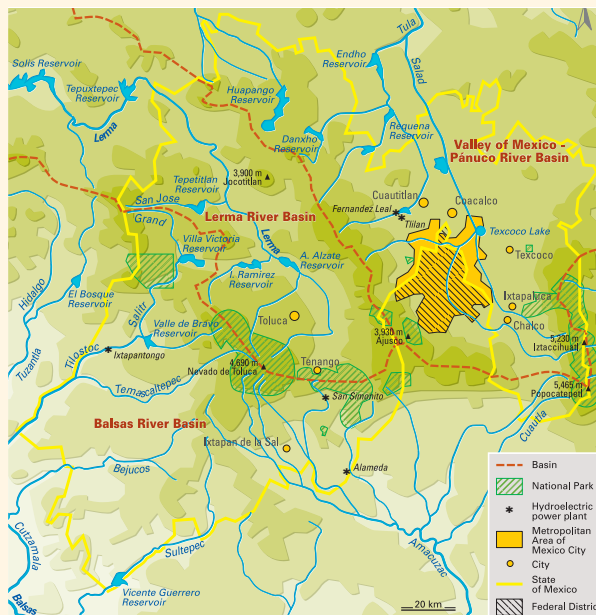 Tula
Endho
Reservoir
Salad
Solís Reservoir
Tepuxtepec
Reservoir
Huapango
Reservoir
Lerma
Requena
Reservoir
Danxho
Reservoir
Valley of Mexico -
Pánuco River Basin
3,900 m
Jocotitlan
Tepetitlan
Reservoir
San Jose
Grand
Lerma River Basin
Cuautitlan
Coacalco
Fernandez Leal
Tlilan
Texcoco Lake
Lerma
Villa Victoria
Reservoir
A. Alzate
Reservoir
I. Ramirez
Reservoir
Texcoco
Hidalgo
El Bosque
Reservoir
Salitr
Ixtapaluca
Valle de Bravo
Reservoir
Toluca
Chalco
3,930 m
Ajusco
5,230 m
Iztaccihuatl
Tuzantla
Tilostoc
Ixtapantongo
4,690 m
Nevado de Toluca
Tenango
Temascaltepec
San Simonito
5,465 m
Popocatepetl
Balsas River Basin
Cuautla
Ixtapan de la Sal
Bejucos
Alameda
Cutzamala
Sultepec
Amacuzac
Vicente Guerrero
Reservoir
Balsas
20 km
Basin
National Park
Hydroelectric
power plant
Metropolitan
Area of
Mexico City
City
State
of Mexico
Federal Distric